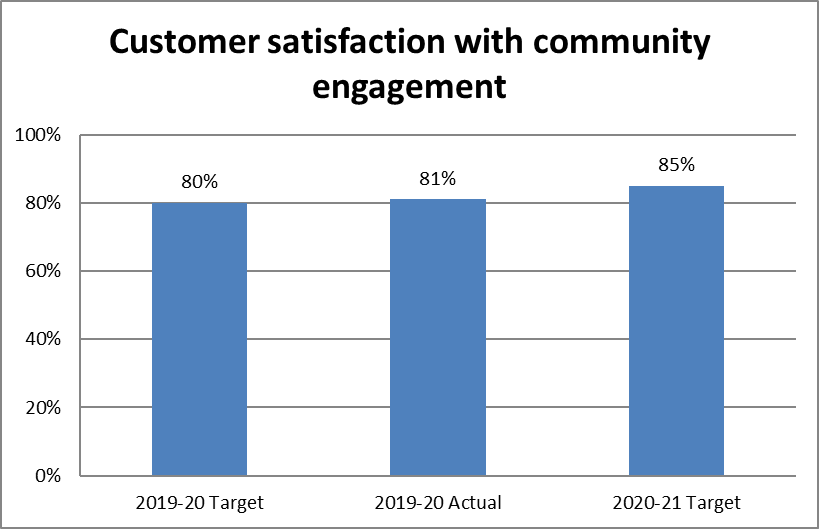 Customer satisfaction with community
engagement
100%
80%
60%
40%
20%
0%
80%
81%
85%
2019-20 Target
2019-20 Actual
2020-21 Target